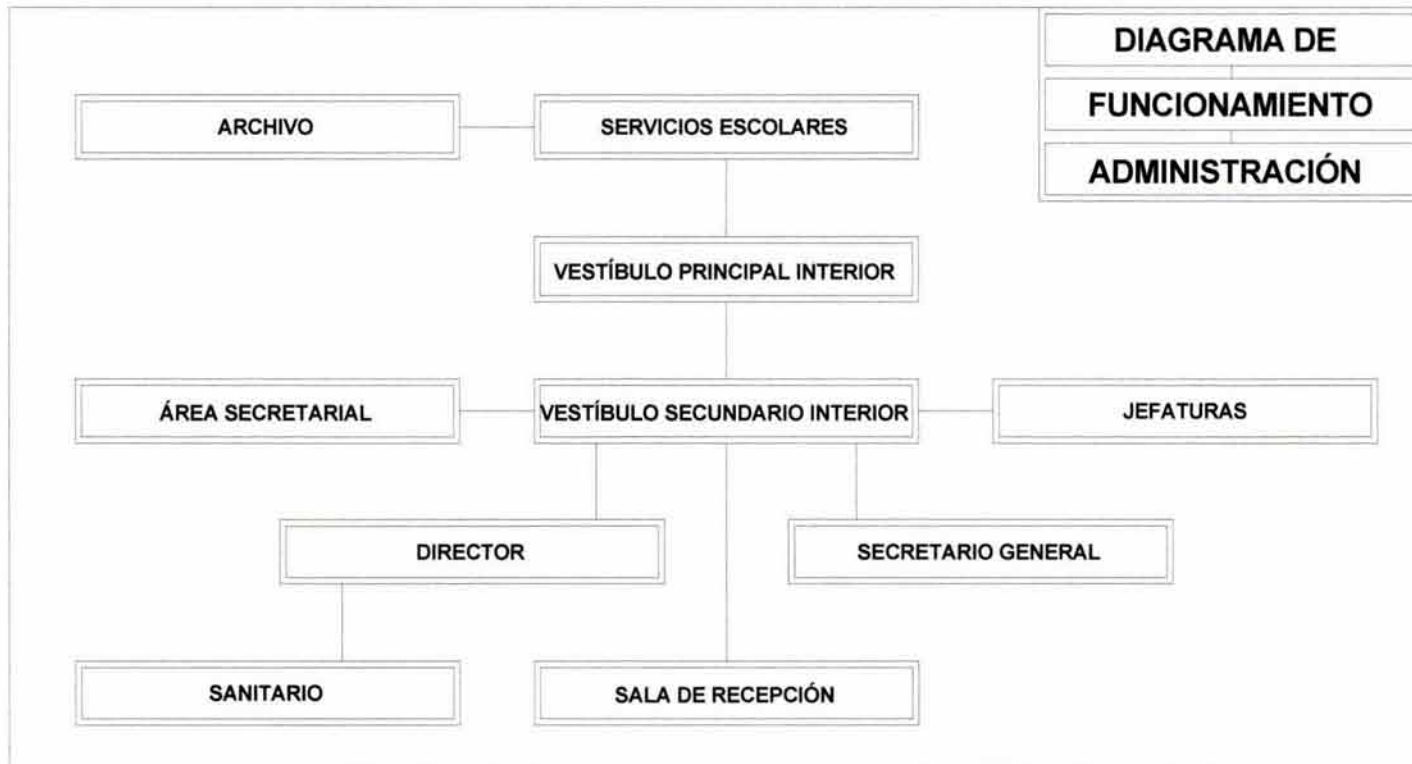 DIAGRAMA DE
FUNCIONAMIENTO
ADMINISTRACIÓN
ARCHIVO
SERVICIOS ESCOLARES
VESTÍBULO PRINCIPAL INTERIOR
ÁREA SECRETARIAL
VESTÍBULO SECUNDARIO INTERIOR
JEFATURAS
DIRECTOR
SECRETARIO GENERAL
SANITARIO
SALA DE RECEPCIÓN